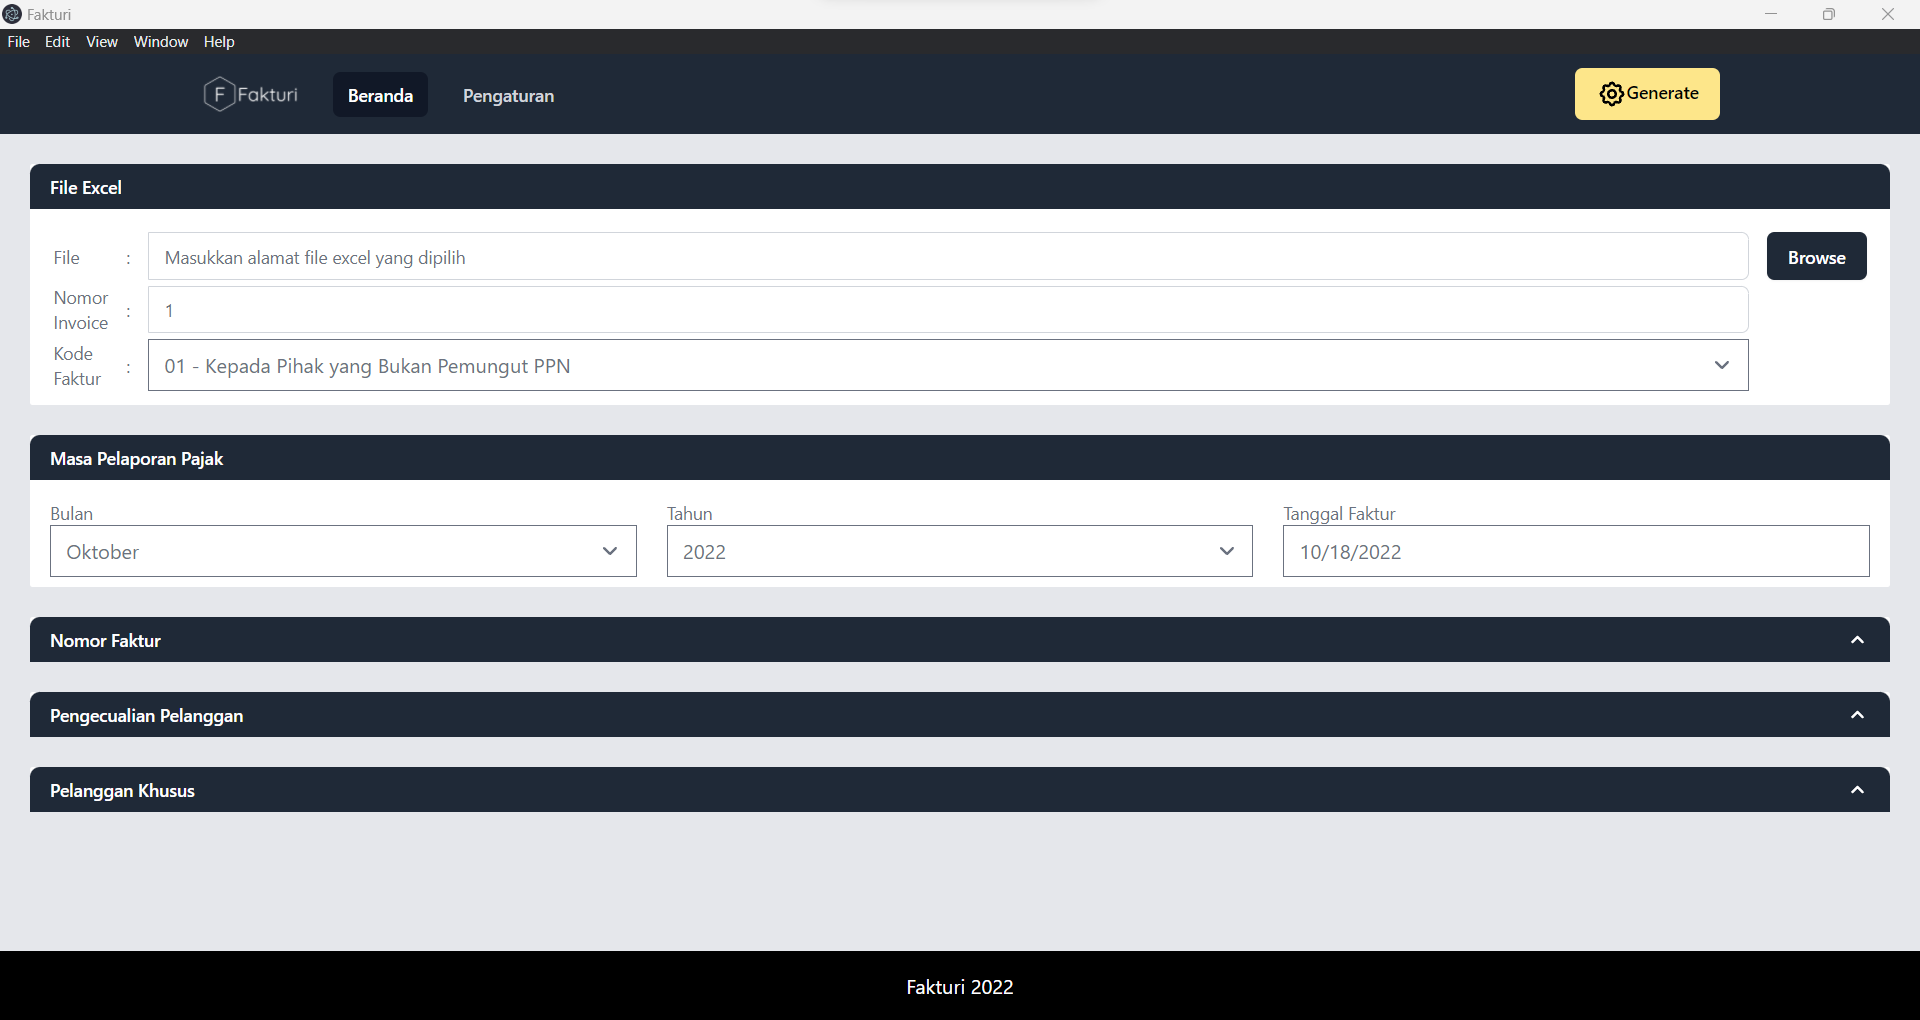 Fakturi
File Edit View Window Help
F Fakturi Beranda Pengaturan Generate
File Excel
File : Masukkan alamat file excel yang dipilih Browse
Nomor Invoice : 1
Kode Faktur : 01 - Kepada Pihak yang Bukan Pemungut PPN
Masa Pelaporan Pajak
Bulan Tahun Tanggal Faktur
Oktober 2022 10/18/2022
Nomor Faktur
Pengecualian Pelanggan
Pelanggan Khusus
Fakturi 2022